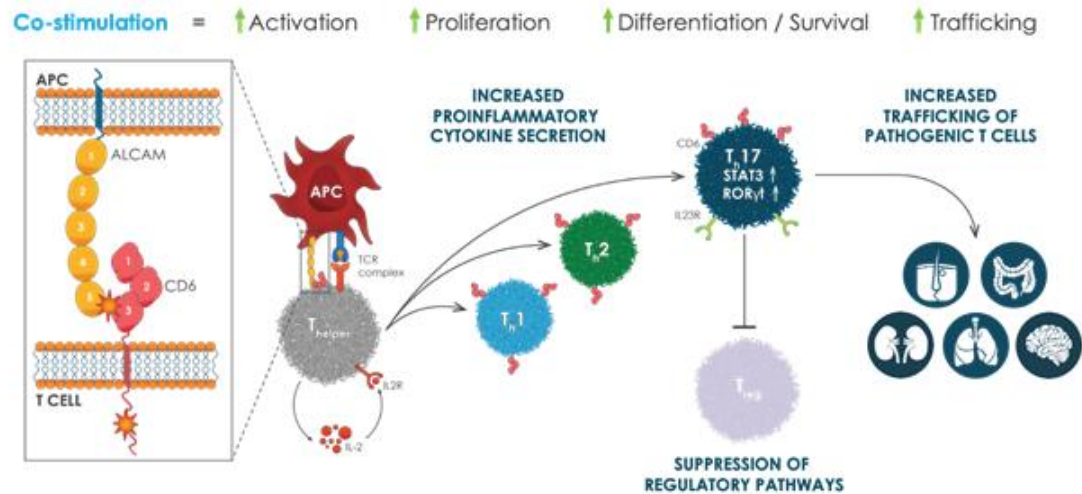 Co-stimulation = Activation Proliferation Differentiation / Survival Trafficking
APC
ALCAM
1
2
3
4
5
1
2
3
CD6
T CELL
APC
TCR
complex
Thelper
IL2R
IL-2
INCREASED
PROINFLAMMATORY
CYTOKINE SECRETION
Th1
Th2
CD6
Th17
STAT3 ↑
RORγt ↑
IL23R
Treg
SUPPRESSION OF
REGULATORY PATHWAYS
INCREASED
TRAFFICKING OF
PATHOGENIC T CELLS